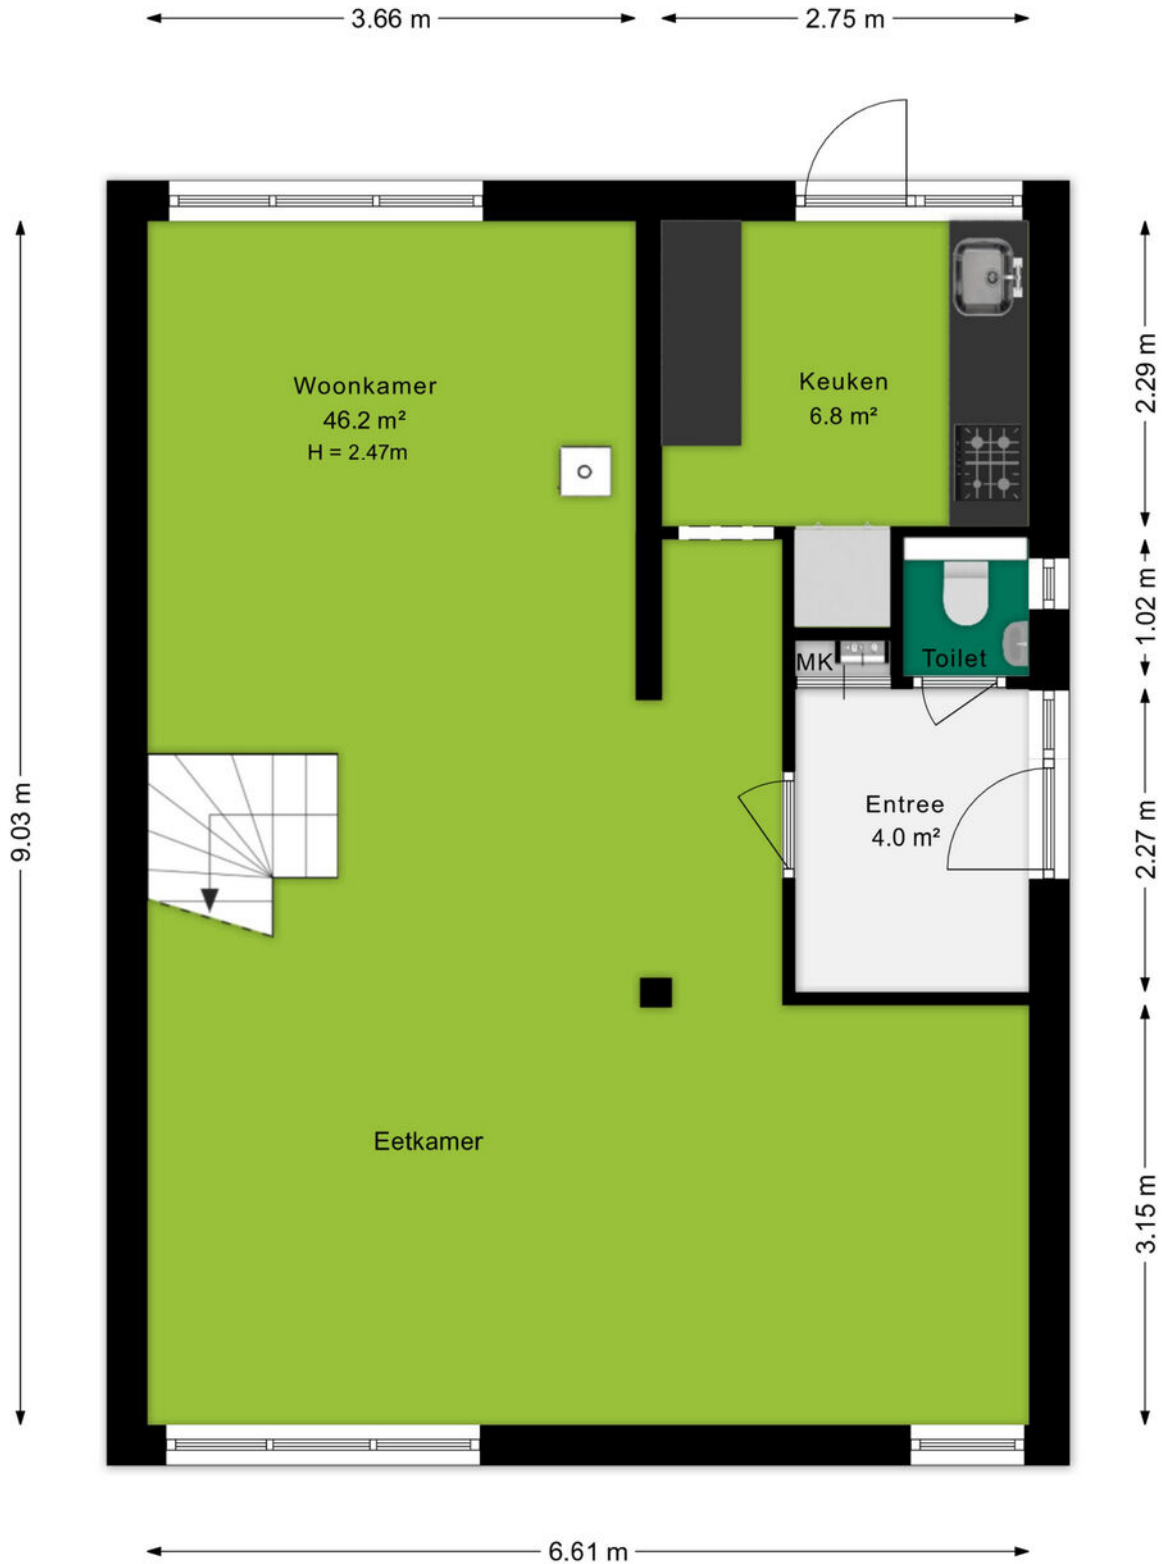 3.66 m
2.75 m
Woonkamer
46.2 m²
H = 2.47m
Keuken
6.8 m²
2.29 m
1.02 m
MK
Toilet
Entree
4.0 m²
2.27 m
9.03 m
Eetkamer
3.15 m
6.61 m